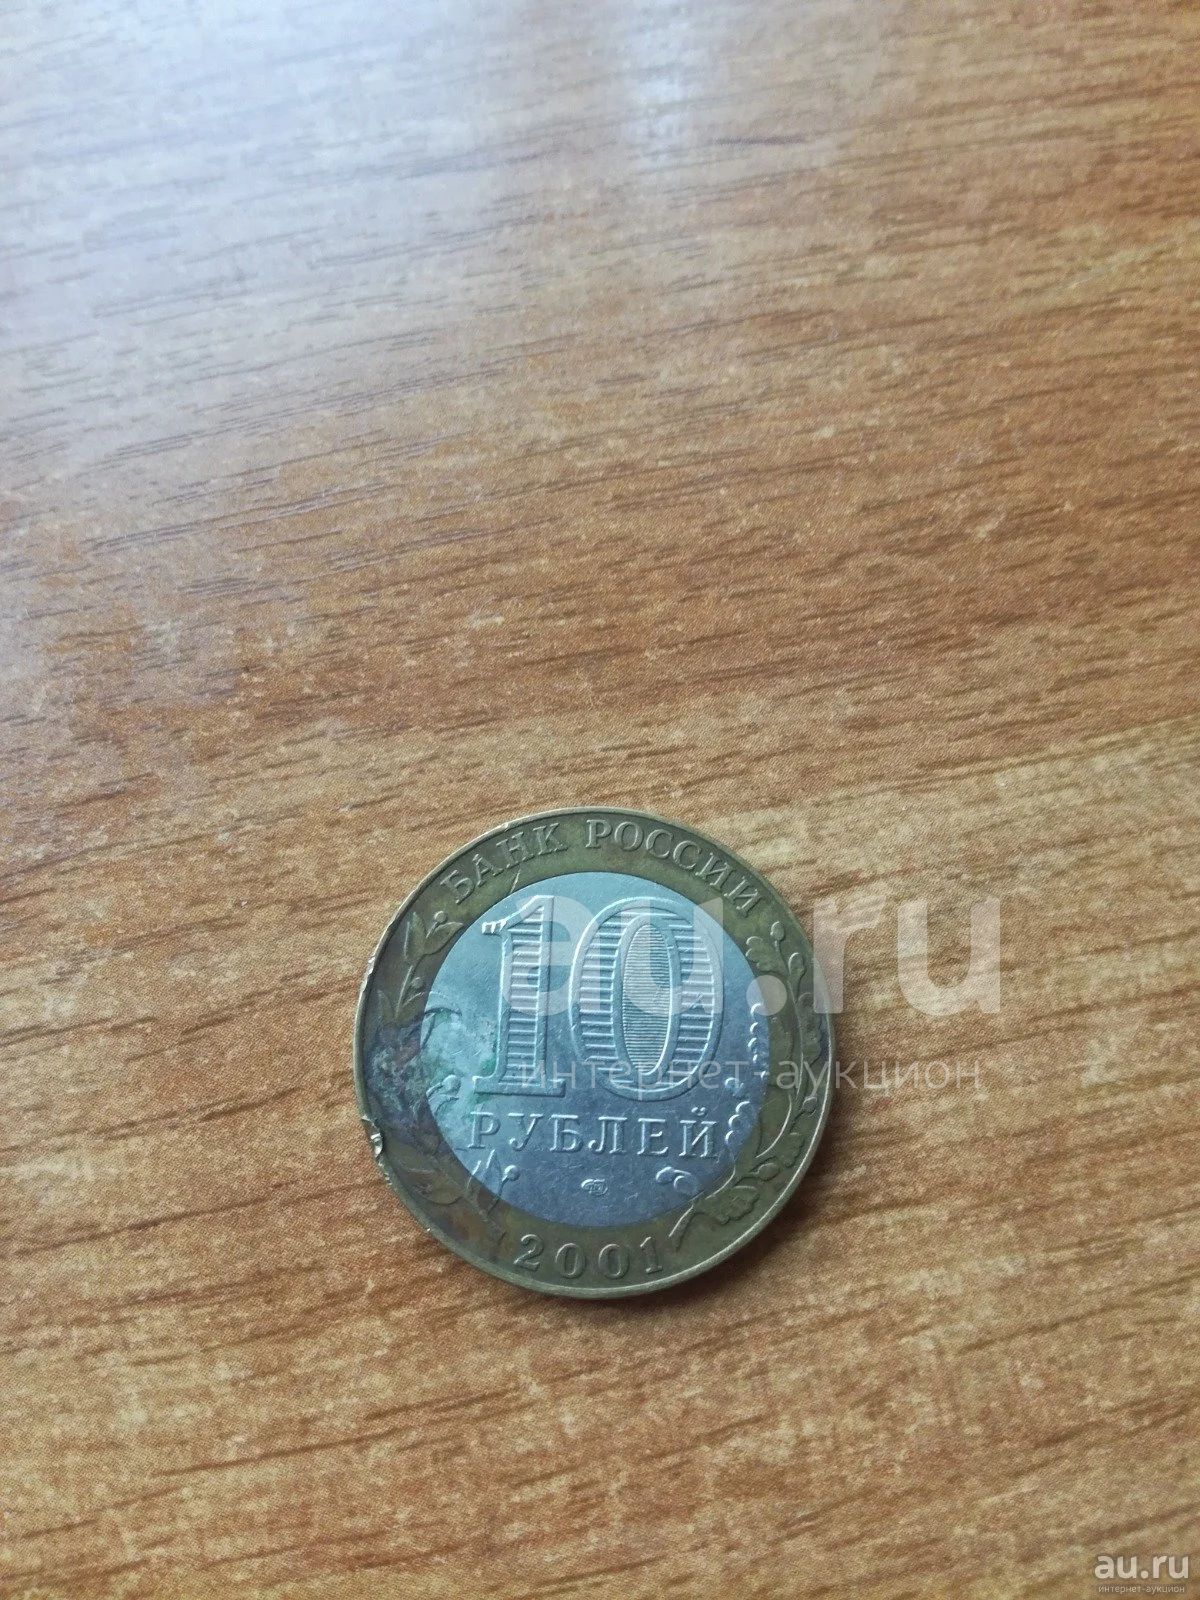 БАНК РОССИИ
10
РУБЛЕЙ
2001
au.ru
интернет-аукцион
au.ru
интернет-аукцион